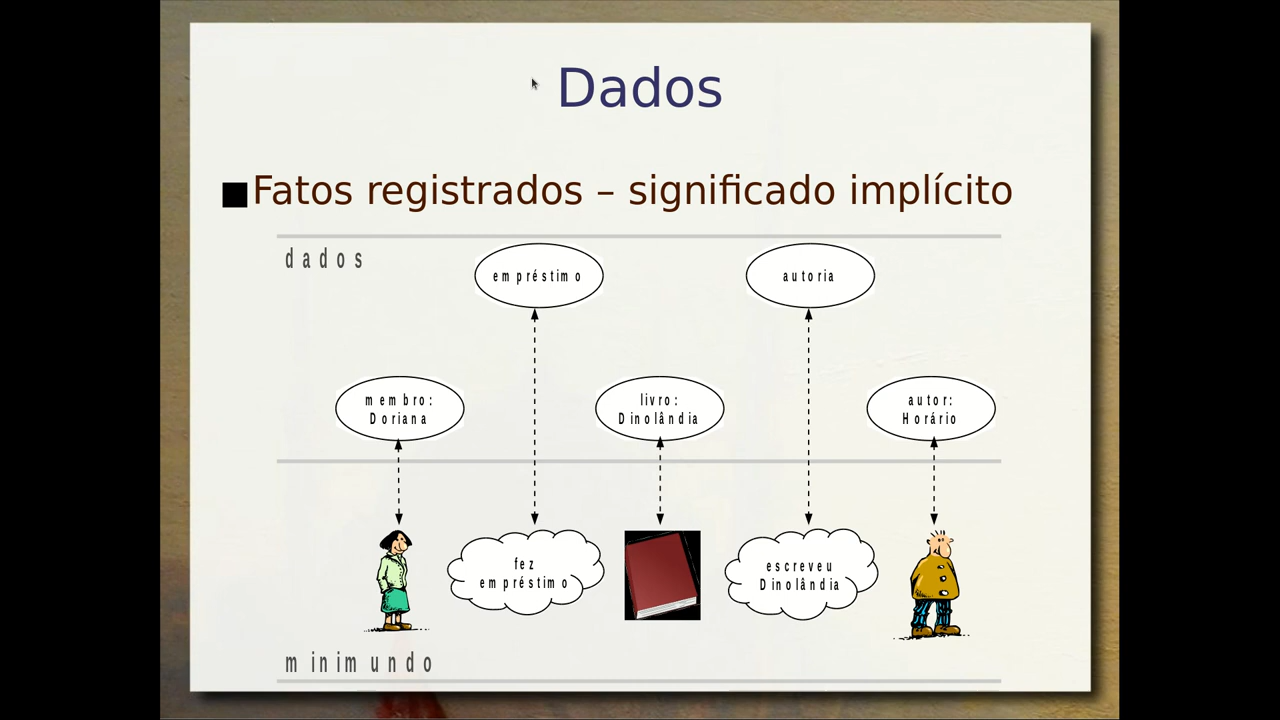 Dados
Fatos registrados – significado implícito
dados
empréstimo
autoria
membro:
Doriana
livro:
Dinolândia
autor:
Horário
fez
empréstimo
escreveu
Dinolândia
minimundo